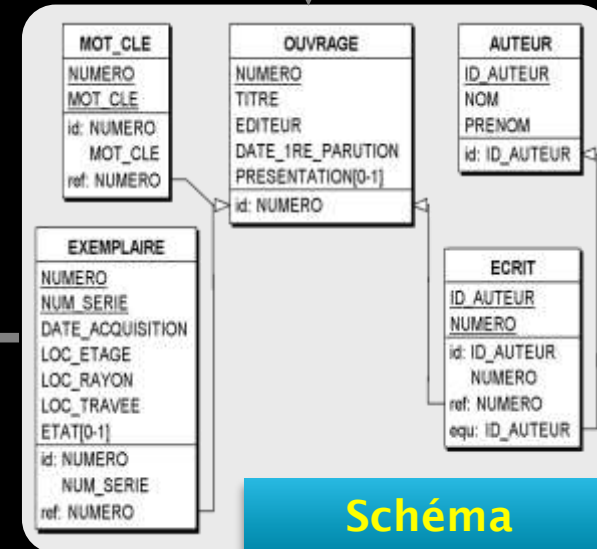 MOT_CLE
NUMERO
MOT_CLE
id: NUMERO
MOT_CLE
ref: NUMERO
OUVRAGE
NUMERO
TITRE
EDITEUR
DATE_1RE_PARUTION
PRESENTATION[0-1]
id: NUMERO
AUTEUR
ID_AUTEUR
NOM
PRENOM
id: ID_AUTEUR
EXEMPLAIRE
NUMERO
NUM_SERIE
DATE_ACQUISITION
LOC_ETAGE
LOC_RAYON
LOC_TRAVEE
ETAT[0-1]
id: NUMERO
NUM_SERIE
ref: NUMERO
ECRIT
ID_AUTEUR
NUMERO
id: ID_AUTEUR
NUMERO
ref: NUMERO
equ: ID_AUTEUR
Schéma